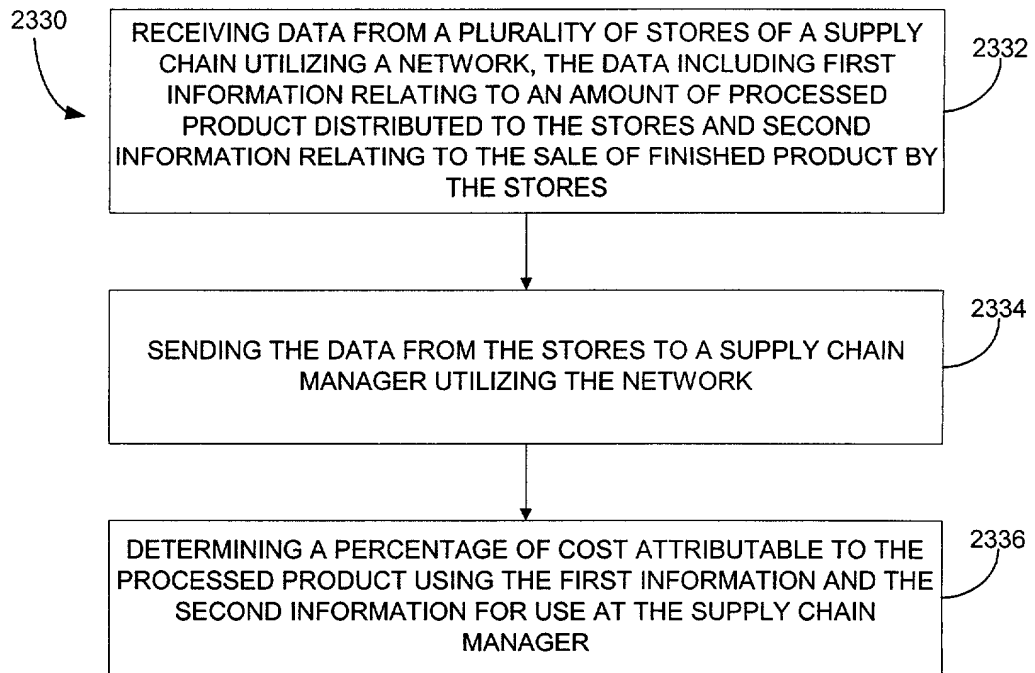 2330
RECEIVING DATA FROM A PLURALITY OF STORES OF A SUPPLY
CHAIN UTILIZING A NETWORK, THE DATA INCLUDING FIRST
INFORMATION RELATING TO AN AMOUNT OF PROCESSED
PRODUCT DISTRIBUTED TO THE STORES AND SECOND
INFORMATION RELATING TO THE SALE OF FINISHED PRODUCT BY
THE STORES
2332
SENDING THE DATA FROM THE STORES TO A SUPPLY CHAIN
MANAGER UTILIZING THE NETWORK
2334
DETERMINING A PERCENTAGE OF COST ATTRIBUTABLE TO THE
PROCESSED PRODUCT USING THE FIRST INFORMATION AND THE
SECOND INFORMATION FOR USE AT THE SUPPLY CHAIN
MANAGER
2336